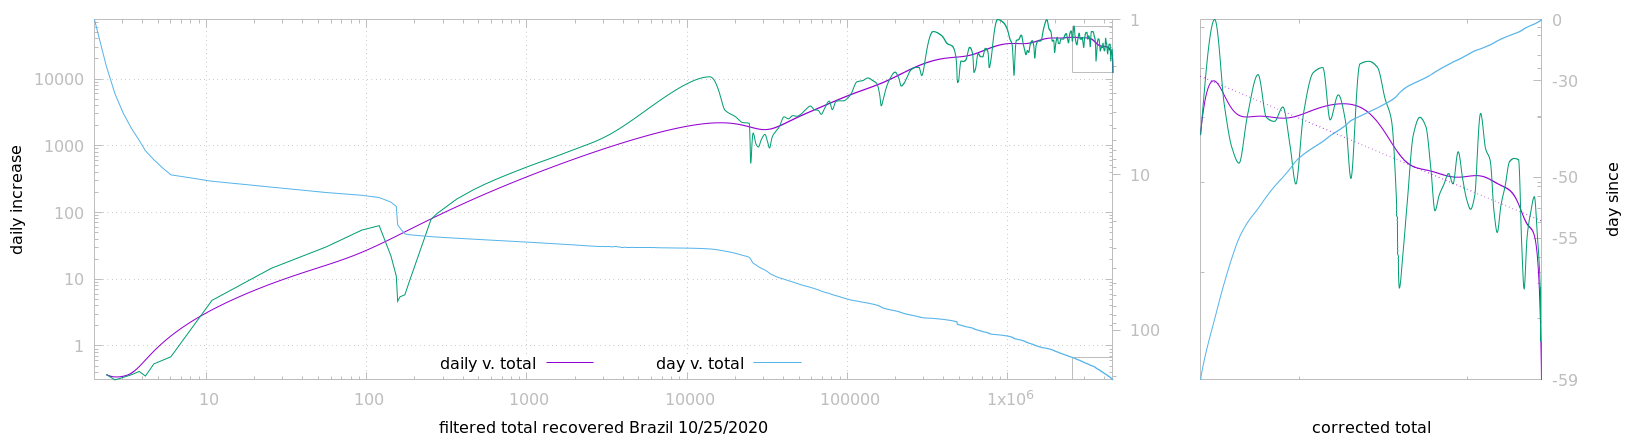 daily increase
10000
1000
100
10
1
10
100
1000
10000
100000
1x10^6
1
10
100
daily v. total
day v. total
filtered total recovered Brazil 10/25/2020
0
-30
-50
-55
-59
day since
corrected total